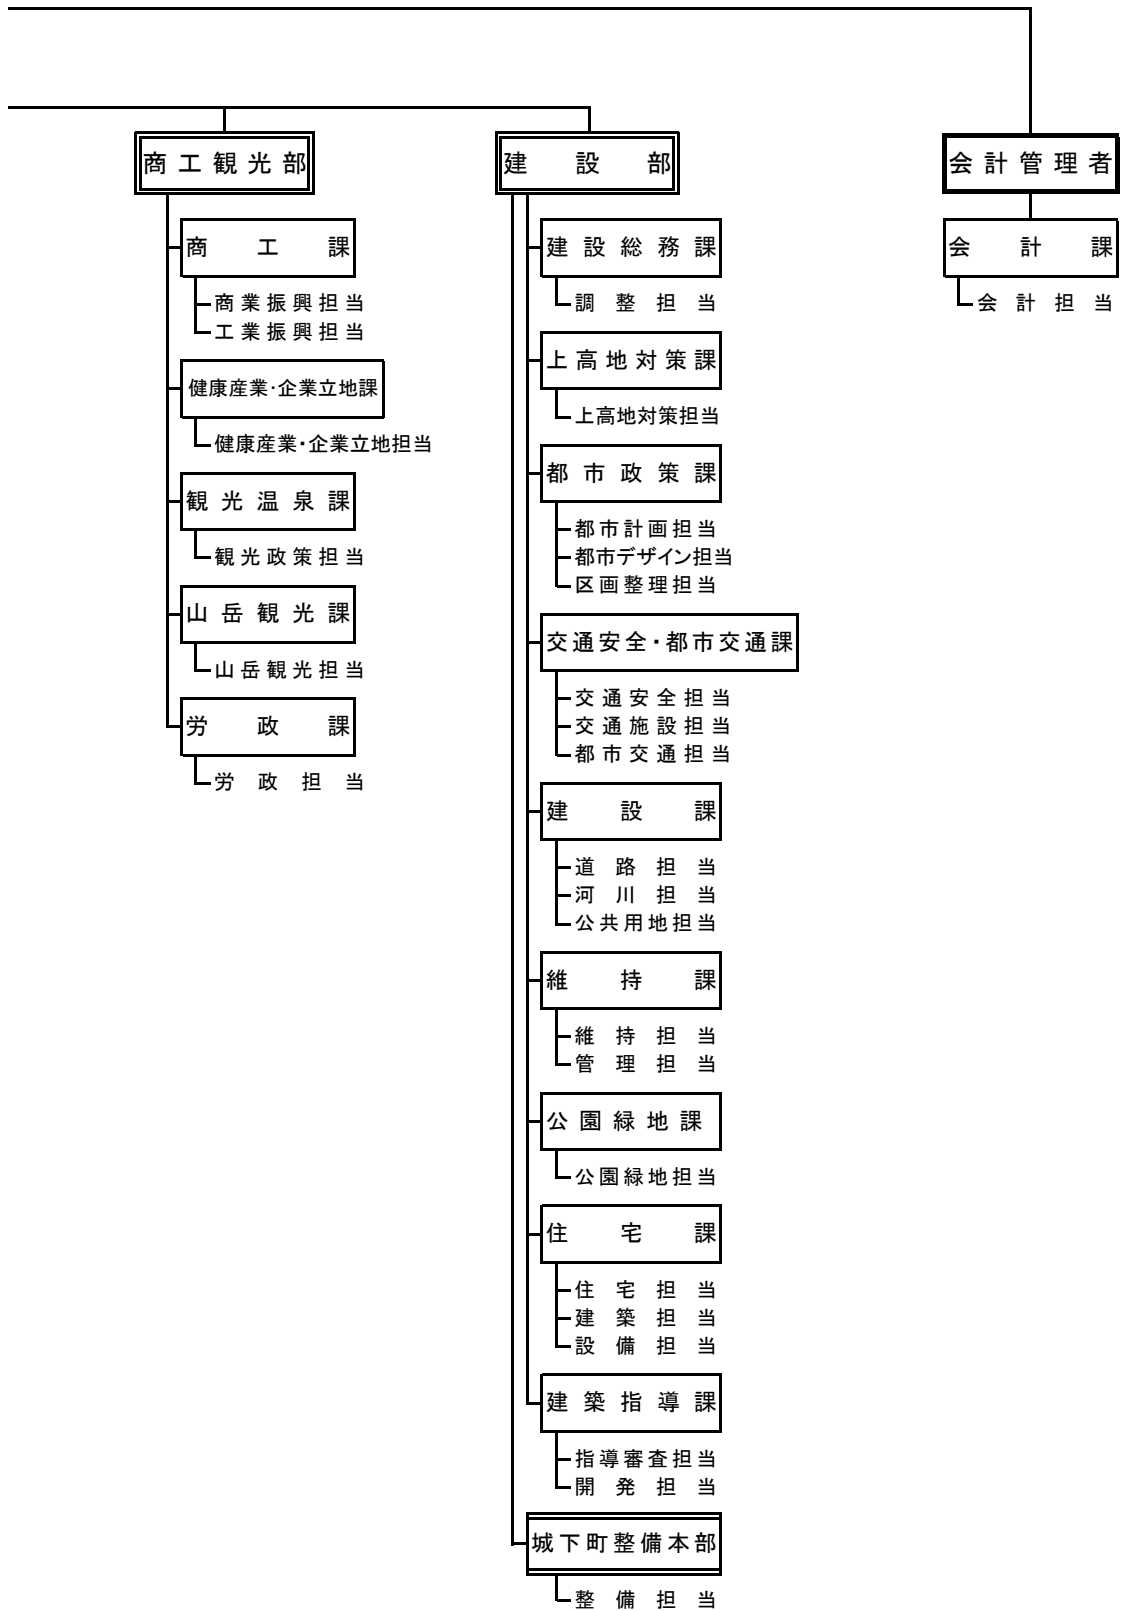 商工観光部
商工課
商業振興担当
工業振興担当
健康産業・企業立地課
健康産業・企業立地担当
観光温泉課
観光政策担当
山岳観光課
山岳観光担当
労政課
労政担当
建設部
建設総務課
調整担当
上高地対策課
上高地対策担当
都市政策課
都市計画担当
都市デザイン担当
区画整理担当
交通安全・都市交通課
交通安全担当
交通施設担当
都市交通担当
建設課
道路担当
河川担当
公共用地担当
維持課
維持担当
管理担当
公園緑地課
公園緑地担当
住宅課
住宅担当
建築担当
設備担当
建築指導課
指導審査担当
開発担当
城下町整備本部
整備担当
会計管理者
会計課
会計担当